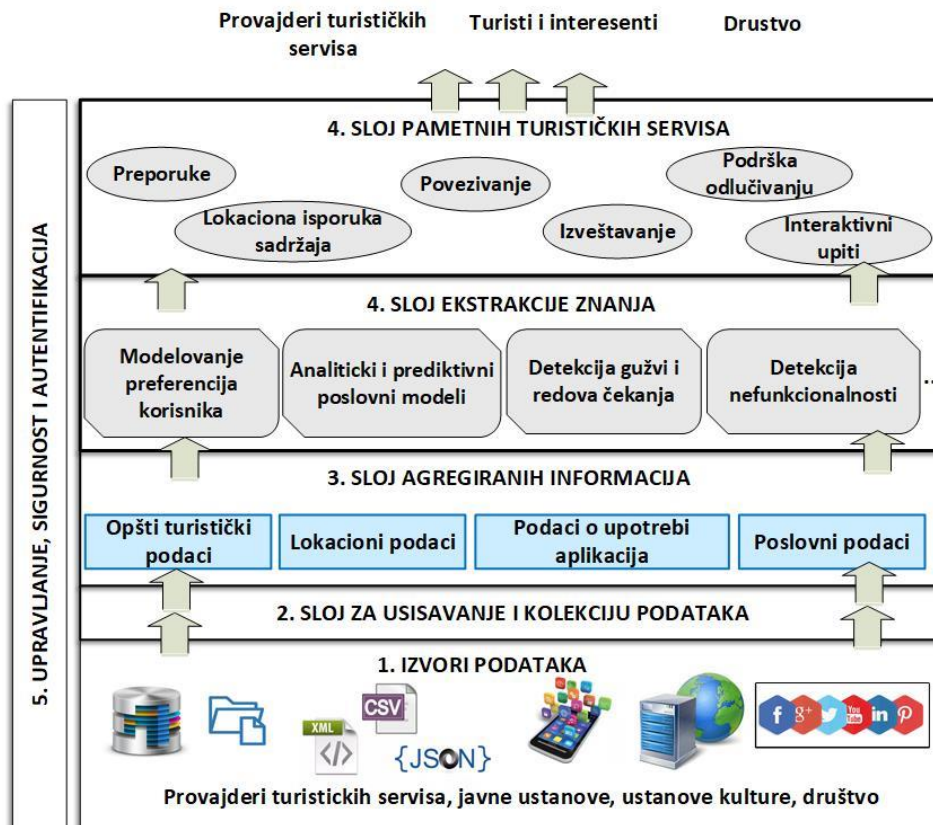 Provajderi turističkih
servisa
Turisti i interesenti
Drustvo
5. UPRAVLJANJE, SIGURNOST I AUTENTIFIKACIJA
4. SLOJ PAMETNIH TURISTIČKIH SERVISA
Preporuke
Lokaciona isporuka
sadržaja
Povezivanje
Izveštavanje
Podrška
odlučivanju
Interaktivni
upiti
4. SLOJ EKSTRAKCIJE ZNANJA
Modelovanje
preferencija
korisnika
Analiticki i prediktivni
poslovni modeli
Detekcija gužvi i
redova čekanja
Detekcija
nefunkcionalnosti
..
3. SLOJ AGREGIRANIH INFORMACIJA
Opšti turistički
podaci
Lokacioni podaci
Podaci o upotrebi
aplikacija
Poslovni podaci
2. SLOJ ZA USISAVANJE I KOLEKCIJU PODATAKA
1. IZVORI PODATAKA
XML
</>
CSV
{JSON}
f
g+
You
Tube
in
Provajderi turistickih servisa, javne ustanove, ustanove kulture, društvo